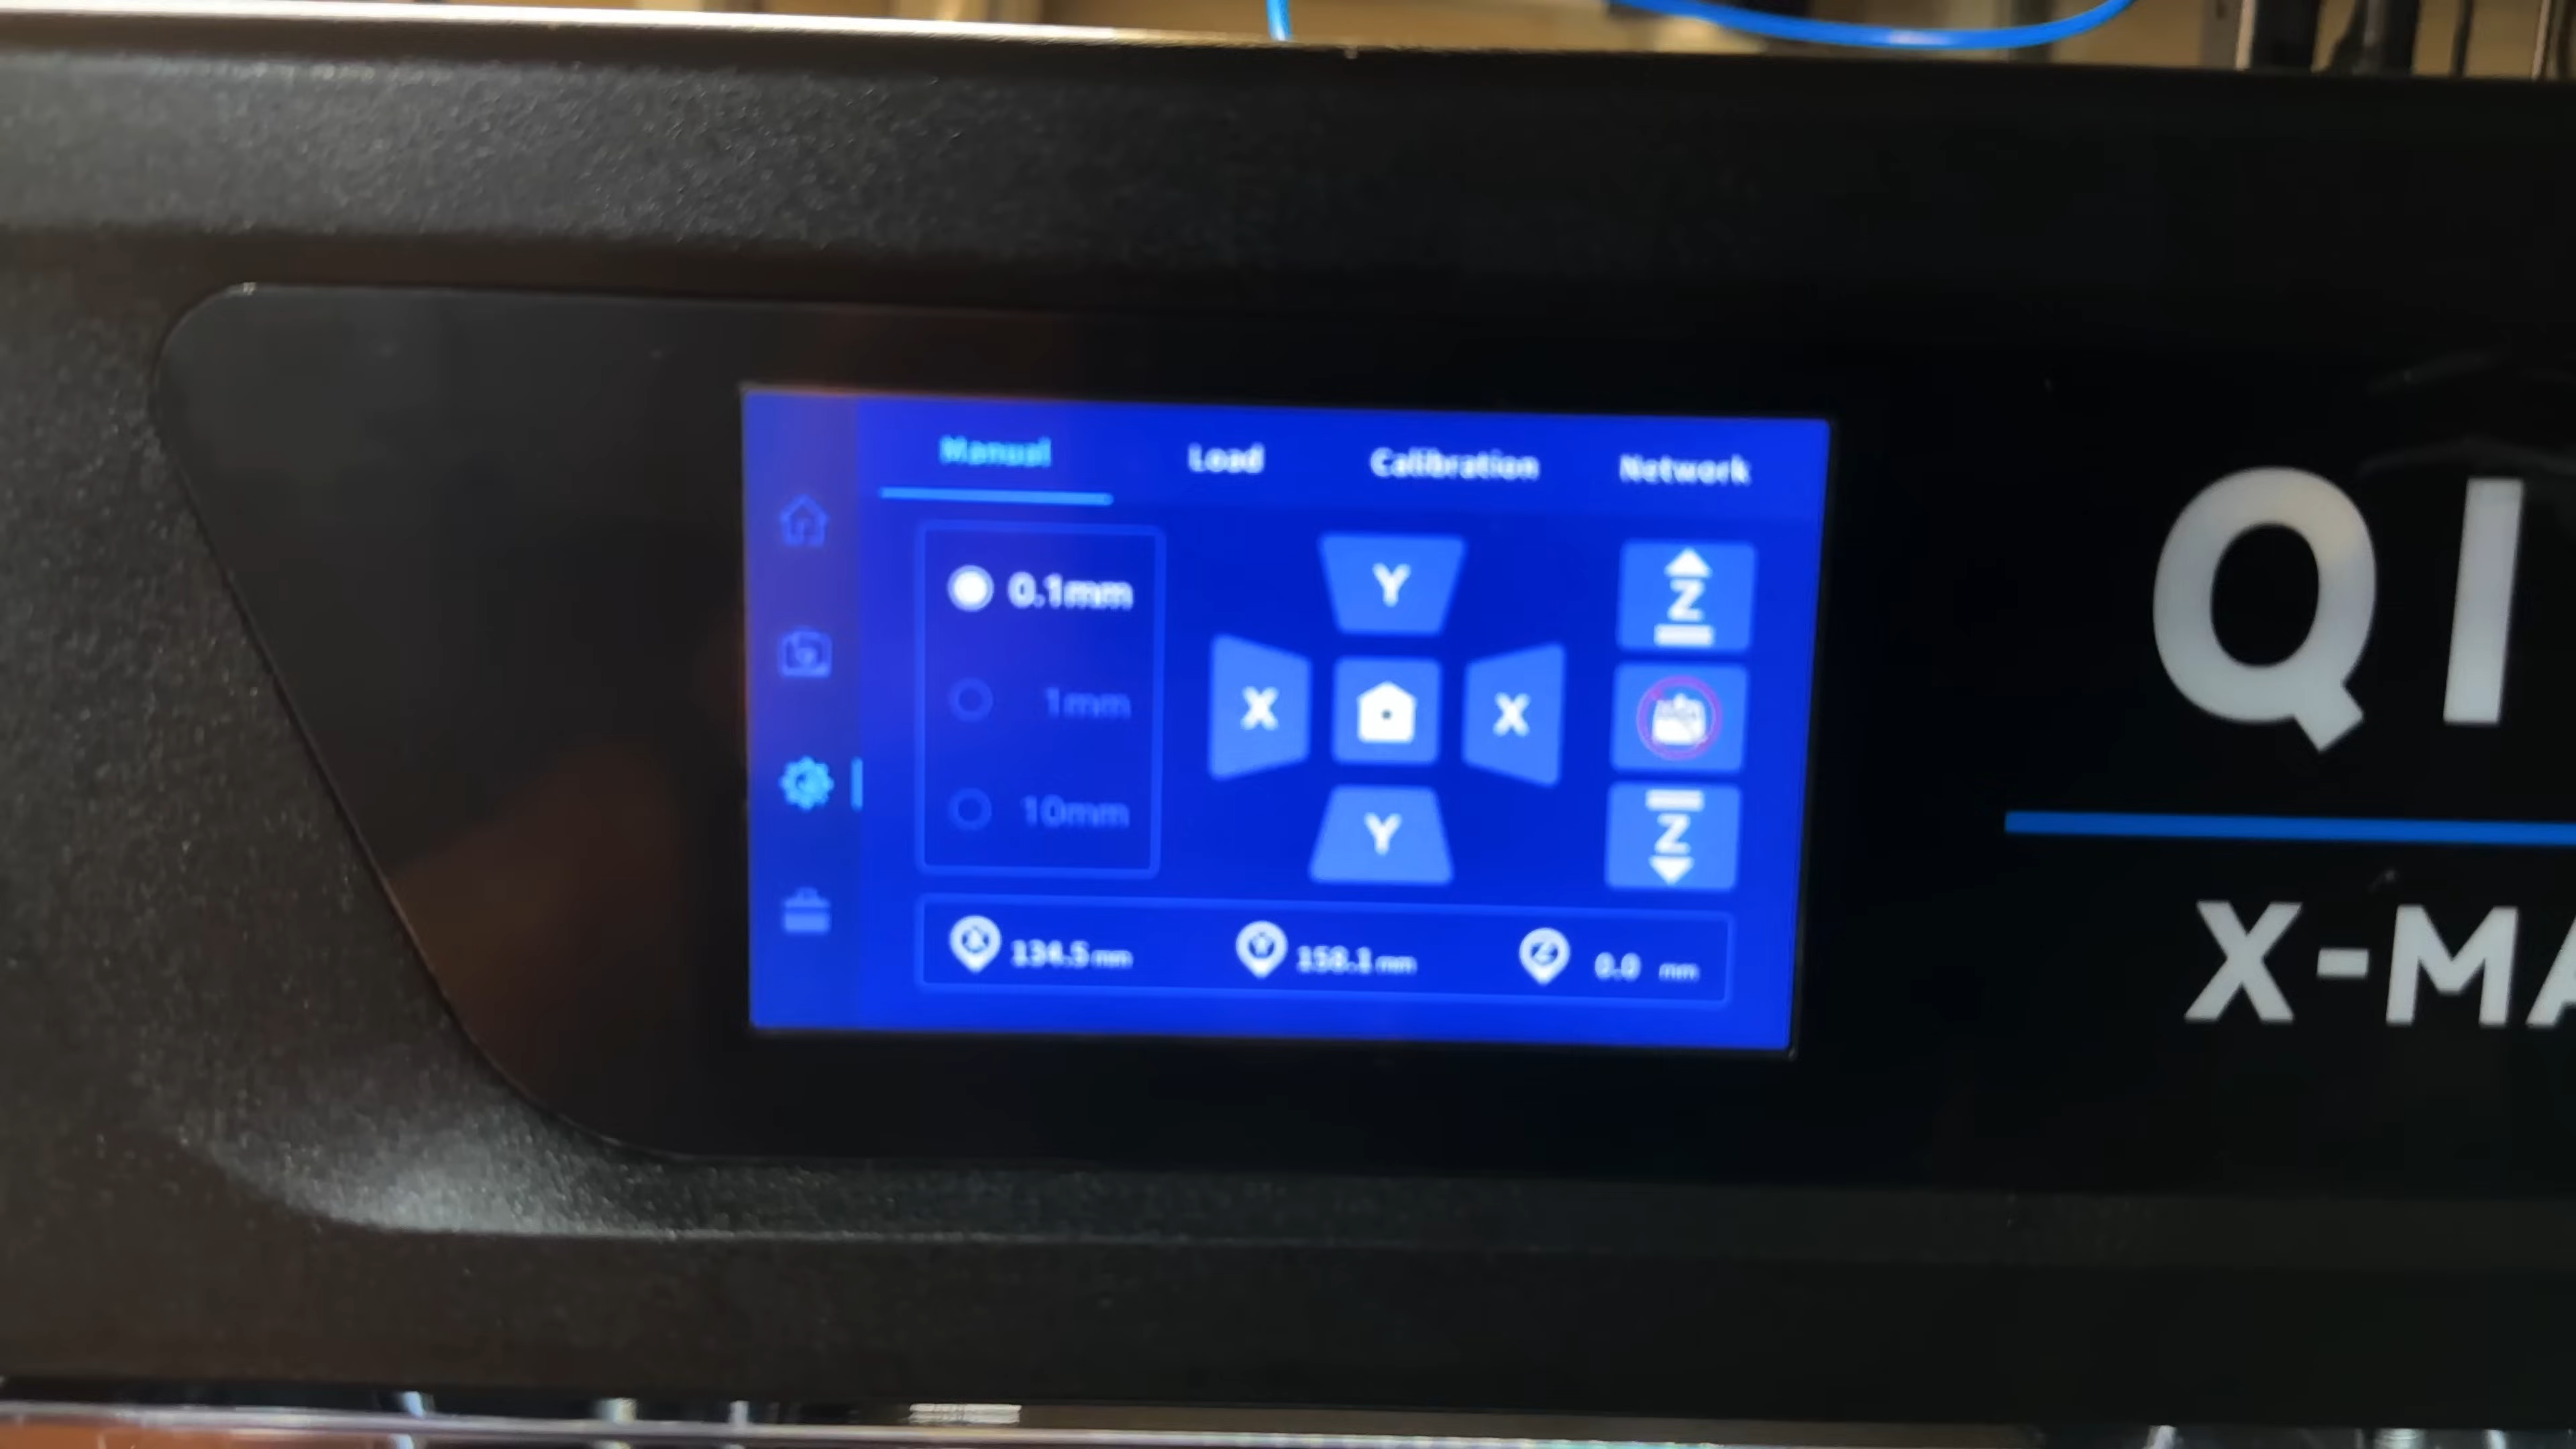 Manual Load Calibration Network
0.1mm
1mm
10mm
Y
X X
Y
Z
Z
X 134.5 mm Y 158.1 mm Z 0.0 mm
QI
X-MA